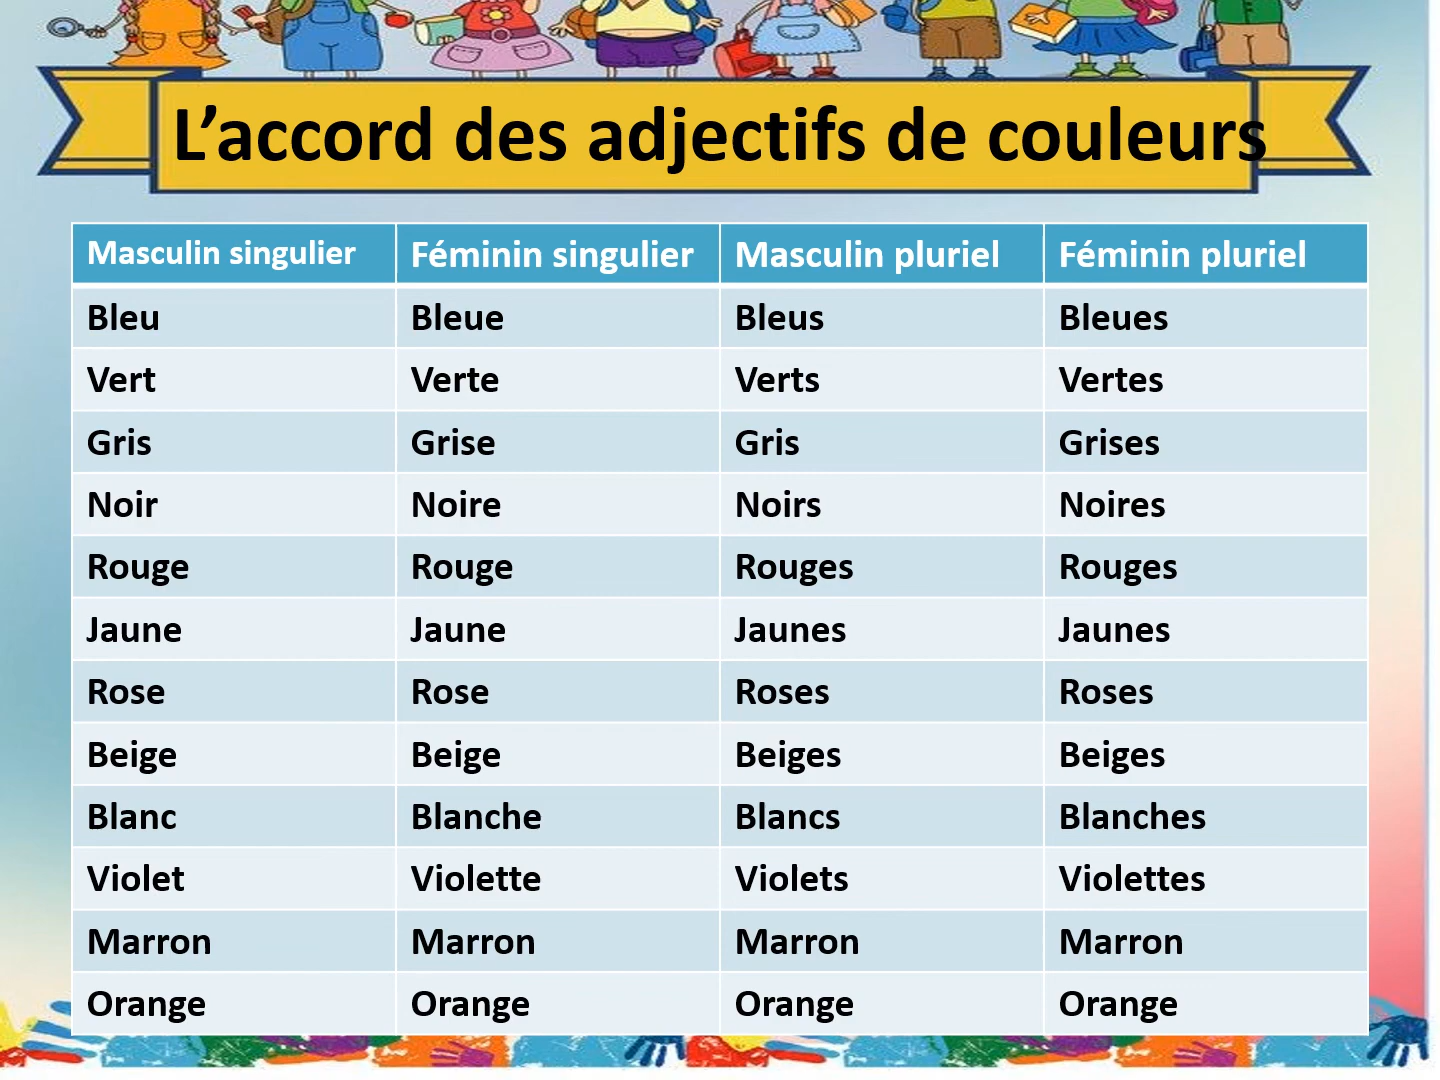 L’accord des adjectifs de couleurs
Masculin singulier Féminin singulier Masculin pluriel Féminin pluriel
Bleu Bleue Bleus Bleues
Vert Verte Verts Vertes
Gris Grise Gris Grises
Noir Noire Noirs Noires
Rouge Rouge Rouges Rouges
Jaune Jaune Jaunes Jaunes
Rose Rose Roses Roses
Beige Beige Beiges Beiges
Blanc Blanche Blancs Blanches
Violet Violette Violets Violettes
Marron Marron Marron Marron
Orange Orange Orange Orange